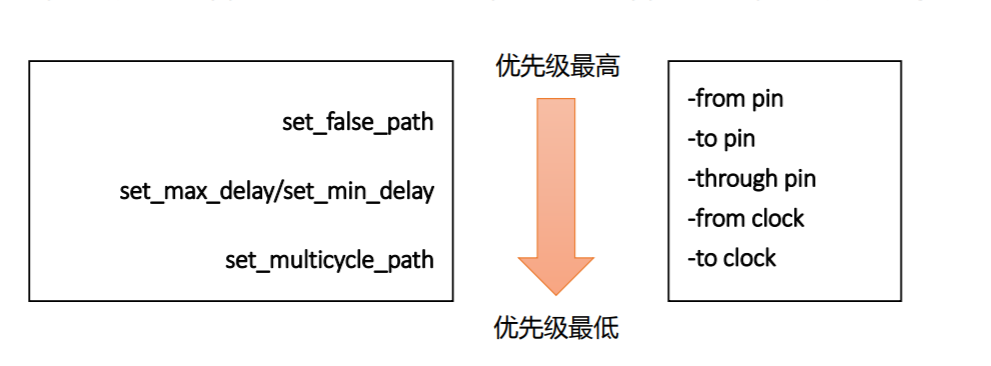 优先级最高
set_false_path
set_max_delay/set_min_delay
set_multicycle_path
-from pin
-to pin
-through pin
-from clock
-to clock
优先级最低